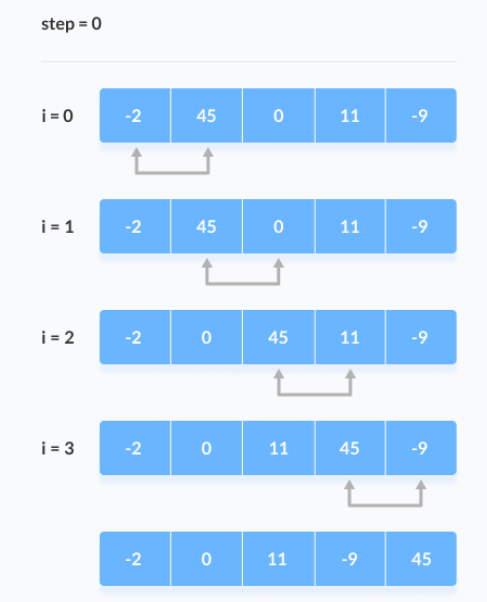 step = 0
i = 0 -2 45 0 11 -9
i = 1 -2 45 0 11 -9
i = 2 -2 0 45 11 -9
i = 3 -2 0 11 45 -9
-2 0 11 -9 45